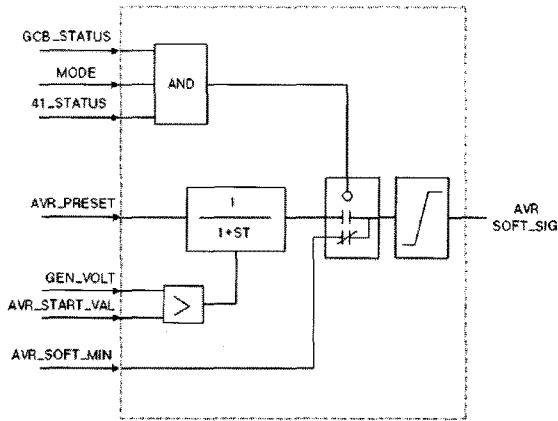 GCB_STATUS
MODE
41_STATUS
AND
AVR_PRESET
1
1+ST
AVR
SOFT_SIG
GEN_VOLT
AVR_START_VAL
>
AVR_SOFT_MIN